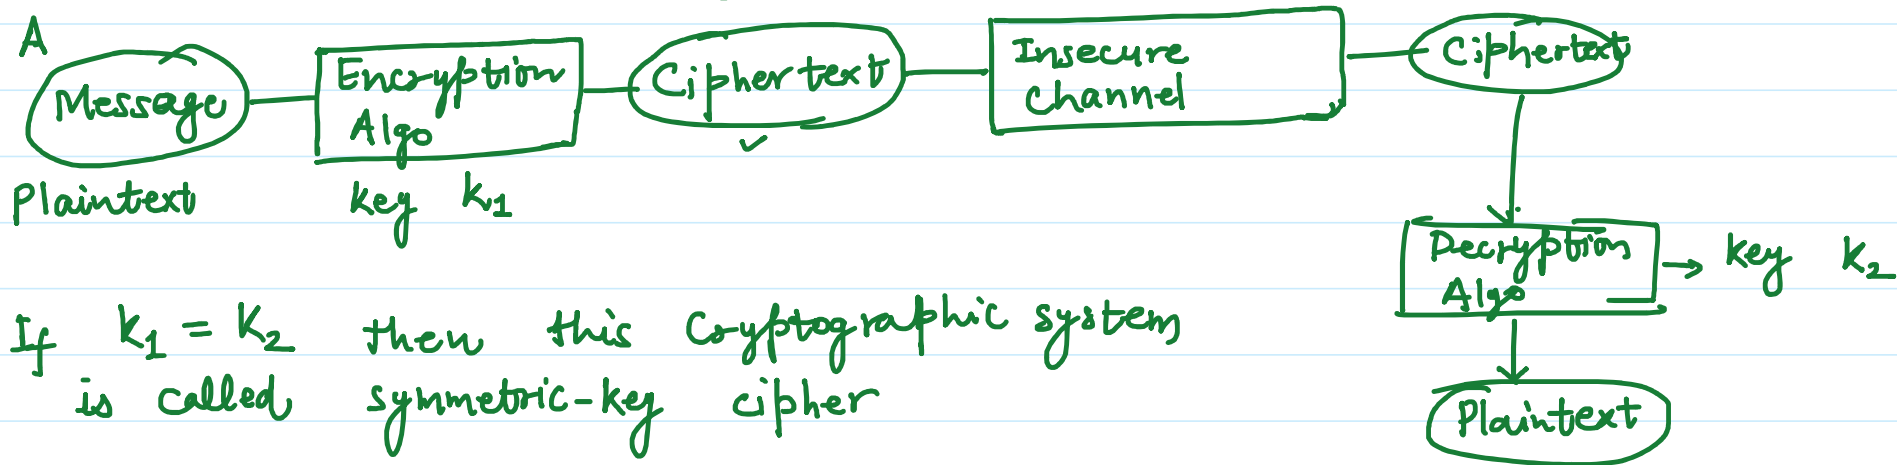 A
Message
Plaintext
Encryption
Algo
key K1
Ciphertext
Insecure
channel
Ciphertext
Decryption
Algo
key K2
Plaintext
If K1 = K2 then this Cryptographic system
is called symmetric-key cipher